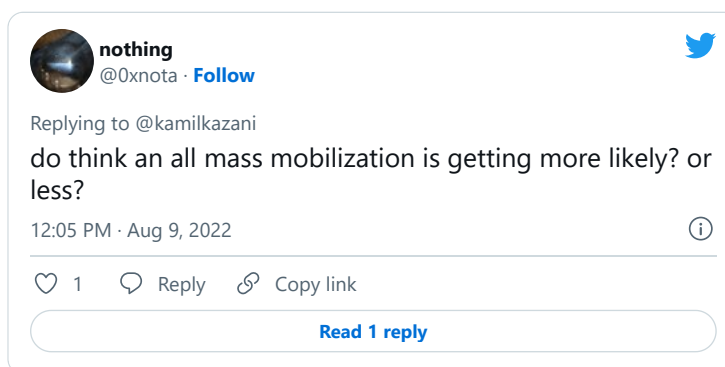 nothing
@0xnota · Follow
Replying to @kamilkazani
do think an all mass mobilization is getting more likely? or
less?
12:05 PM · Aug 9, 2022
1 Reply Copy link
Read 1 reply